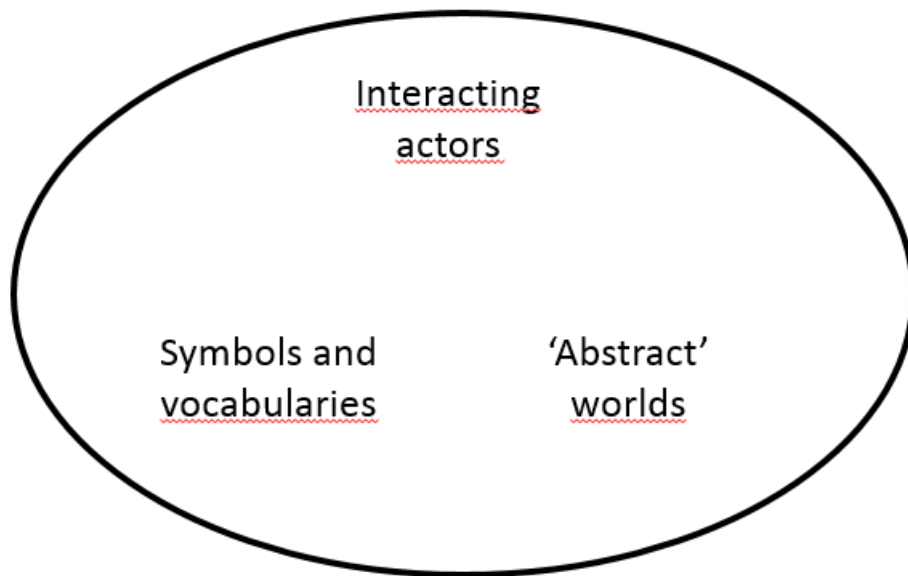 Interacting
actors
Symbols and
vocabularies
‘Abstract’
worlds